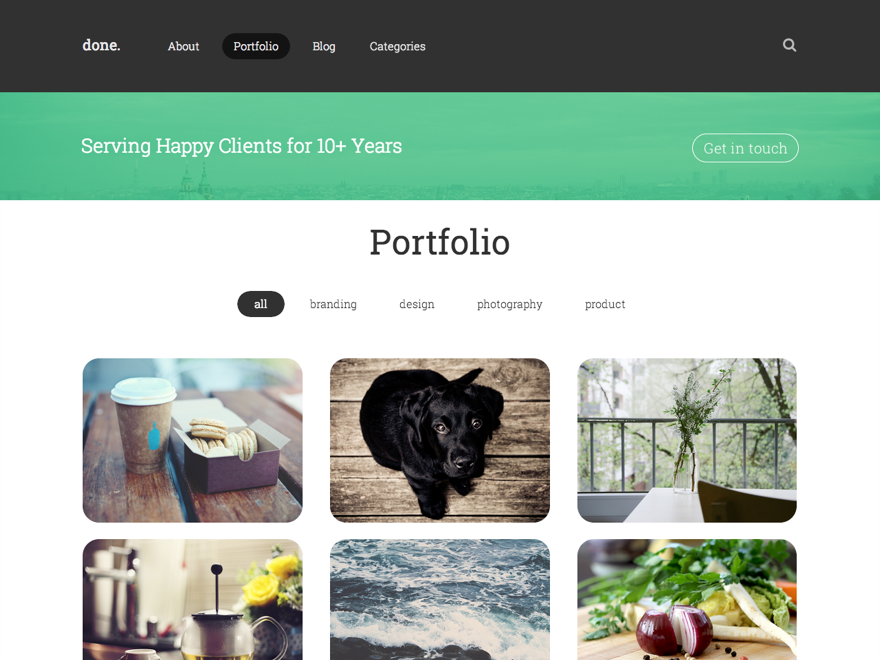 done.
About
Portfolio
Blog
Categories
Serving Happy Clients for 10+ Years
Get in touch
Portfolio
all
branding
design
photography
product